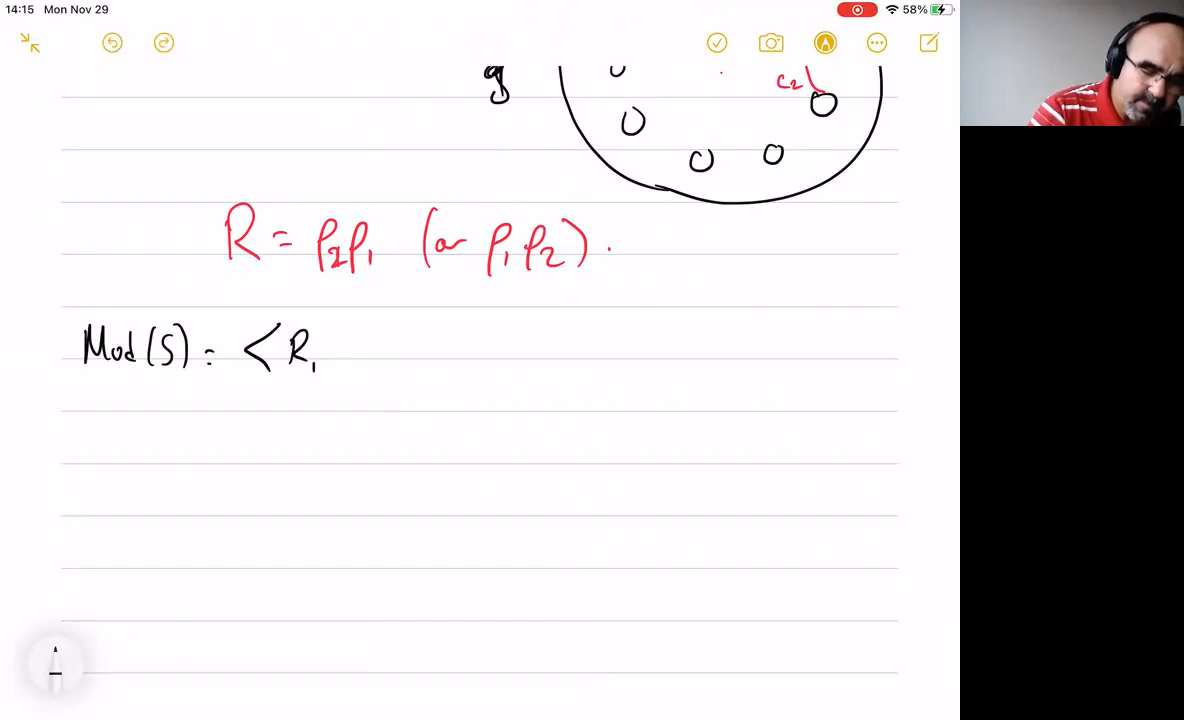 14:15 Mon Nov 29 58%
g
c₂
R = ρ₂ρ₁ (or ρ₁ρ₂).
Mod(S) = < R,